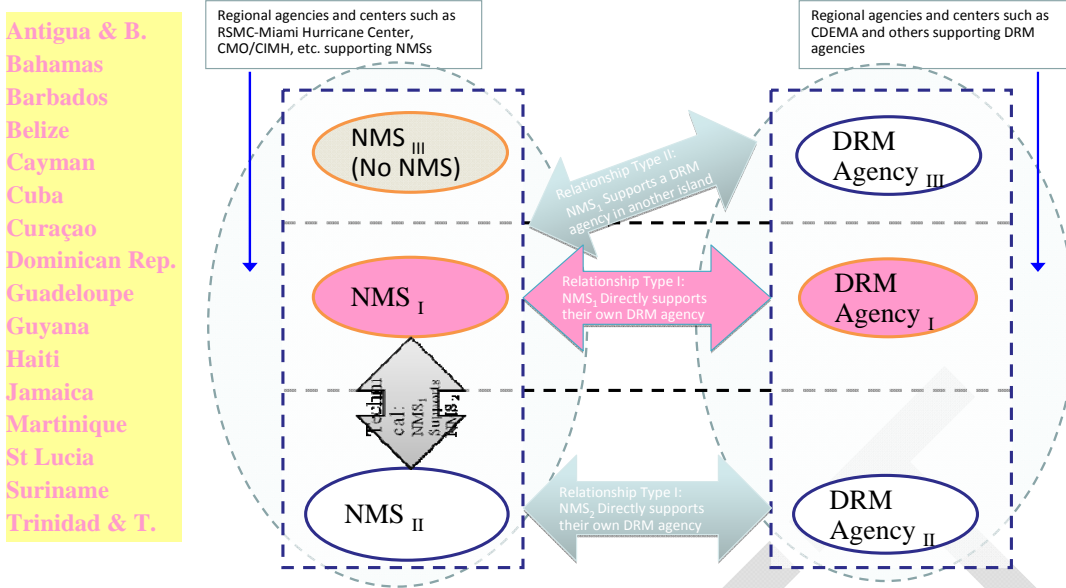 Antigua & B.
Bahamas
Barbados
Belize
Cayman
Cuba
Curaçao
Dominican Rep.
Guadeloupe
Guyana
Haiti
Jamaica
Martinique
St Lucia
Suriname
Trinidad & T.
Regional agencies and centers such as
RSMC-Miami Hurricane Center,
CMO/CIMH, etc. supporting NMSs
Regional agencies and centers such as
CDEMA and others supporting DRM
agencies
NMS III
(No NMS)
Relationship Type II:
NMS1 Supports a DRM
agency in another island
DRM
Agency III
NMS I
Relationship Type I:
NMS1 Directly supports
their own DRM agency
DRM
Agency I
cal:
NMS1
Supports
NMS2
NMS II
Relationship Type I:
NMS2 Directly supports
their own DRM agency
DRM
Agency II